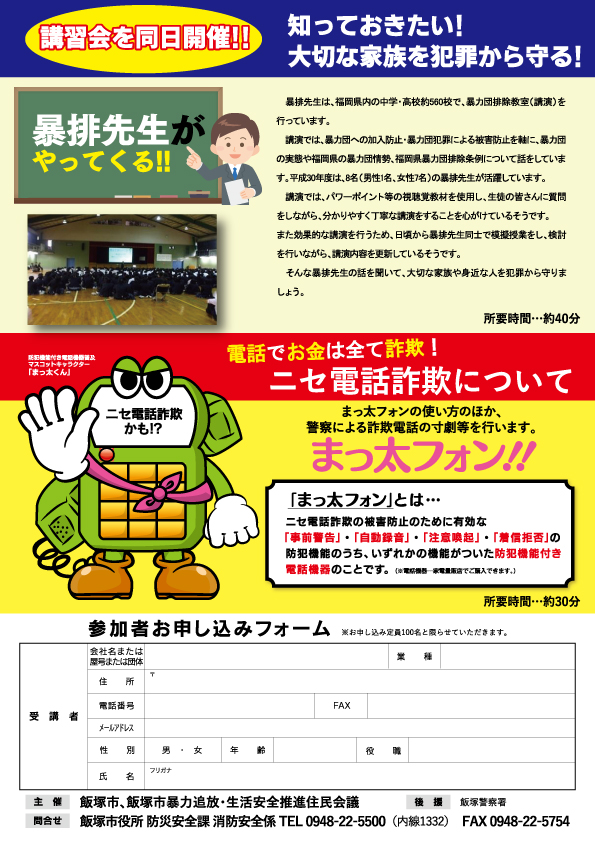 講習会を同日開催!!
知っておきたい!
大切な家族を犯罪から守る!
暴排先生が
やってくる!!
暴排先生は、福岡県内の中学・高校約560校で、暴力団排除教室（講演）を
行っています。
講演では、暴力団への加入防止・暴力団犯罪による被害防止を軸に、暴力団
の実態や福岡県の暴力団情勢、福岡県暴力団排除条例について話をしていま
す。平成30年度は、8名（男性1名、女性7名）の暴排先生が活躍しています。
講演では、パワーポイント等の視聴覚教材を使用し、生徒の皆さんに質問
をしながら、分かりやすく丁寧な講演をすることを心がけているそうです。
また効果的な講演を行うため、日頃から暴排先生同士で模擬授業をし、検討
を行いながら、講演内容を更新しているそうです。
そんな暴排先生の話を聞いて、大切な家族や身近な人を犯罪から守りま
しょう。
所要時間…約40分
防犯機能付き電話機器普及
マスコットキャラクター
「まっ太くん」
電話でお金は全て詐欺!
ニセ電話詐欺について
ニセ電話詐欺
かも!?
まっ太フォンの使い方のほか、
警察による詐欺電話の寸劇等を行います。
まっ太フォン!!
「まっ太フォン」とは…
ニセ電話詐欺の被害防止のために有効な
「事前警告」・「自動録音」・「注意喚起」・「着信拒否」の
防犯機能のうち、いずれかの機能がついた防犯機能付き
電話機器のことです。（※電話機器…家電量販店でご購入できます。）
所要時間…約30分
参加者お申し込みフォーム ※お申し込み定員100名と限らせていただきます。
受講者
会社名または
屋号または団体
業種
住所 〒
電話番号 FAX
メールアドレス
性別 男・女 年齢 役職
フリガナ
氏名
主催 飯塚市、飯塚市暴力追放・生活安全推進住民会議 後援 飯塚警察署
問合せ 飯塚市役所 防災安全課 消防安全係 TEL 0948-22-5500（内線1332） FAX 0948-22-5754